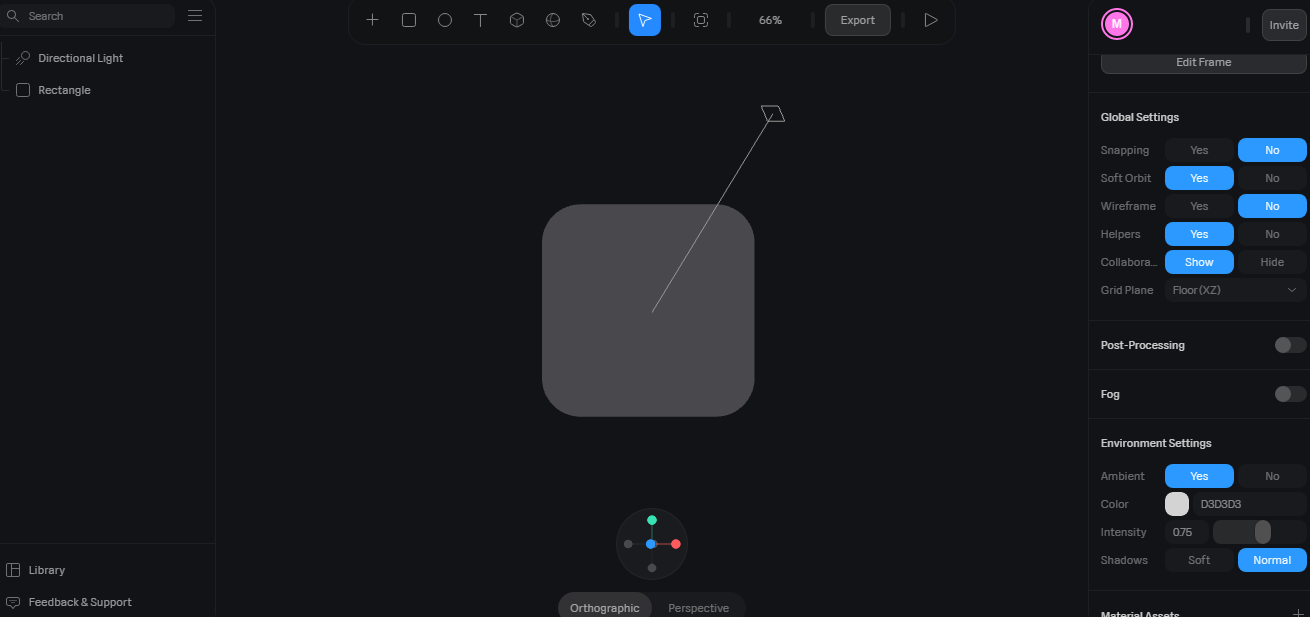 Search
Directional Light
Rectangle
Library
Feedback & Support
66%
Export
Orthographic
Perspective
M
Invite
Edit Frame
Global Settings
Snapping Yes No
Soft Orbit Yes No
Wireframe Yes No
Helpers Yes No
Collabora... Show Hide
Grid Plane Floor (XZ)
Post-Processing
Fog
Environment Settings
Ambient Yes No
Color D3D3D3
Intensity 0.75
Shadows Soft Normal
Material Assets